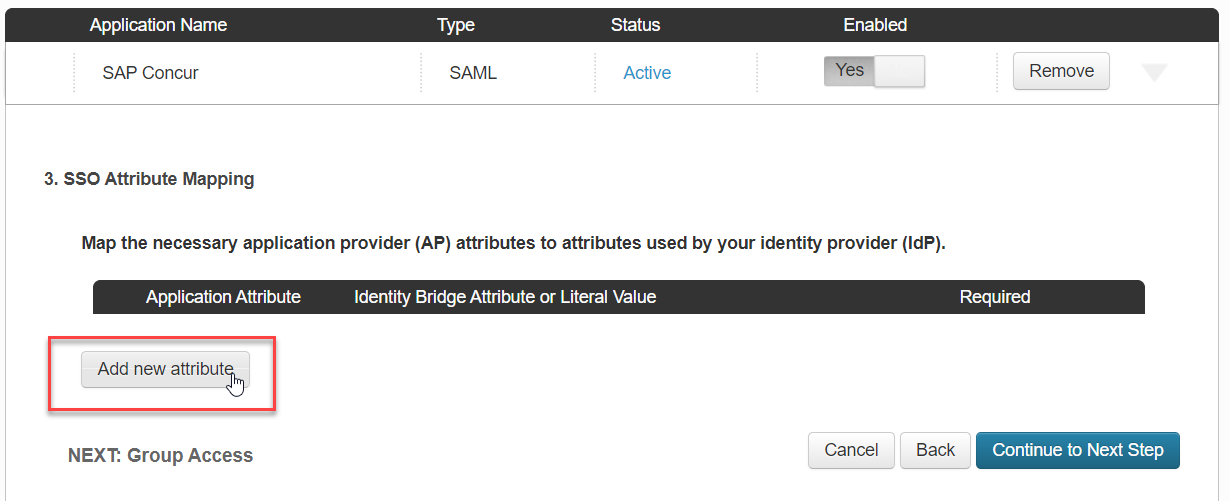 Application Name Type Status Enabled
SAP Concur SAML Active Yes Remove
3. SSO Attribute Mapping
Map the necessary application provider (AP) attributes to attributes used by your identity provider (IdP).
Application Attribute Identity Bridge Attribute or Literal Value Required
Add new attribute
NEXT: Group Access Cancel Back Continue to Next Step